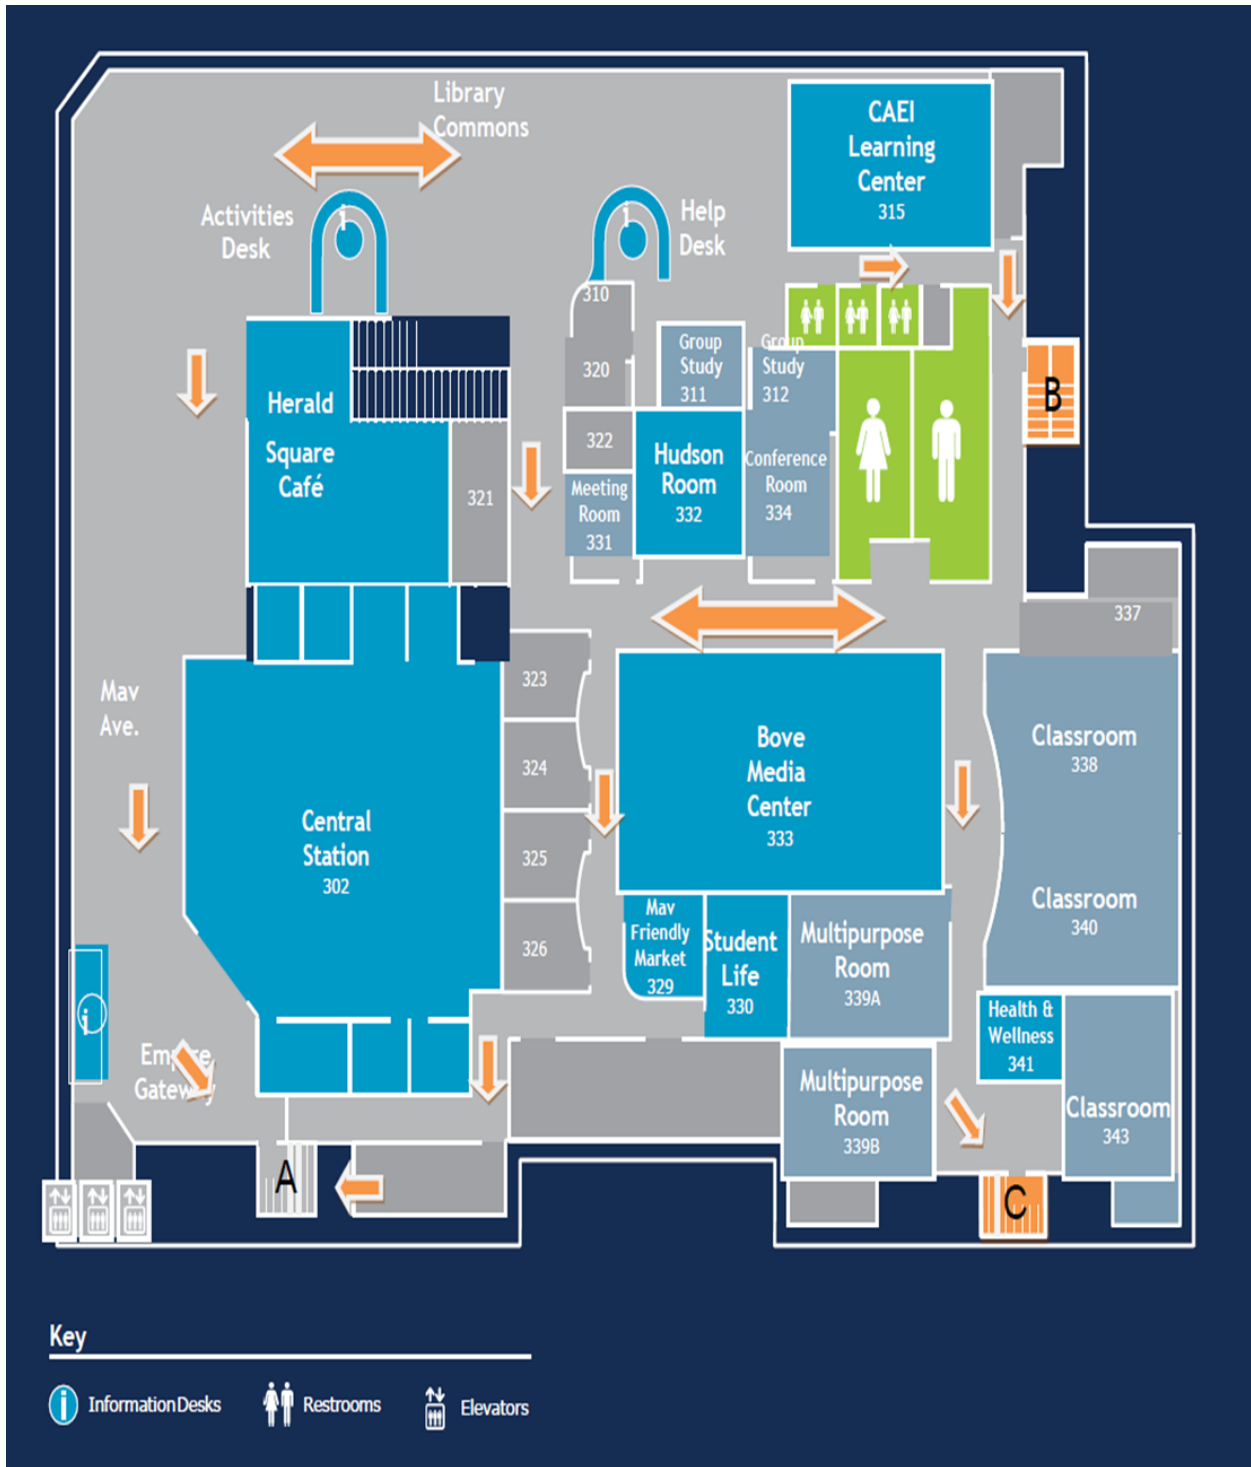 Library
Commons
CAEI
Learning
Center
315
Activities
Desk
i
i
Help
Desk
310
320
322
Group
Study
311
Group
Study
312
Herald
Square
Café
321
Hudson
Room
332
Conference
Room
334
Meeting
Room
331
B
337
323
324
325
326
Mav
Ave.
Central
Station
302
Bove
Media
Center
333
Classroom
338
Classroom
340
Mav
Friendly
Market
329
Student
Life
330
Multipurpose
Room
339A
Health &
Wellness
341
i
Empire
Gateway
Multipurpose
Room
339B
Classroom
343
A
C
Key
i Information Desks
Restrooms
Elevators